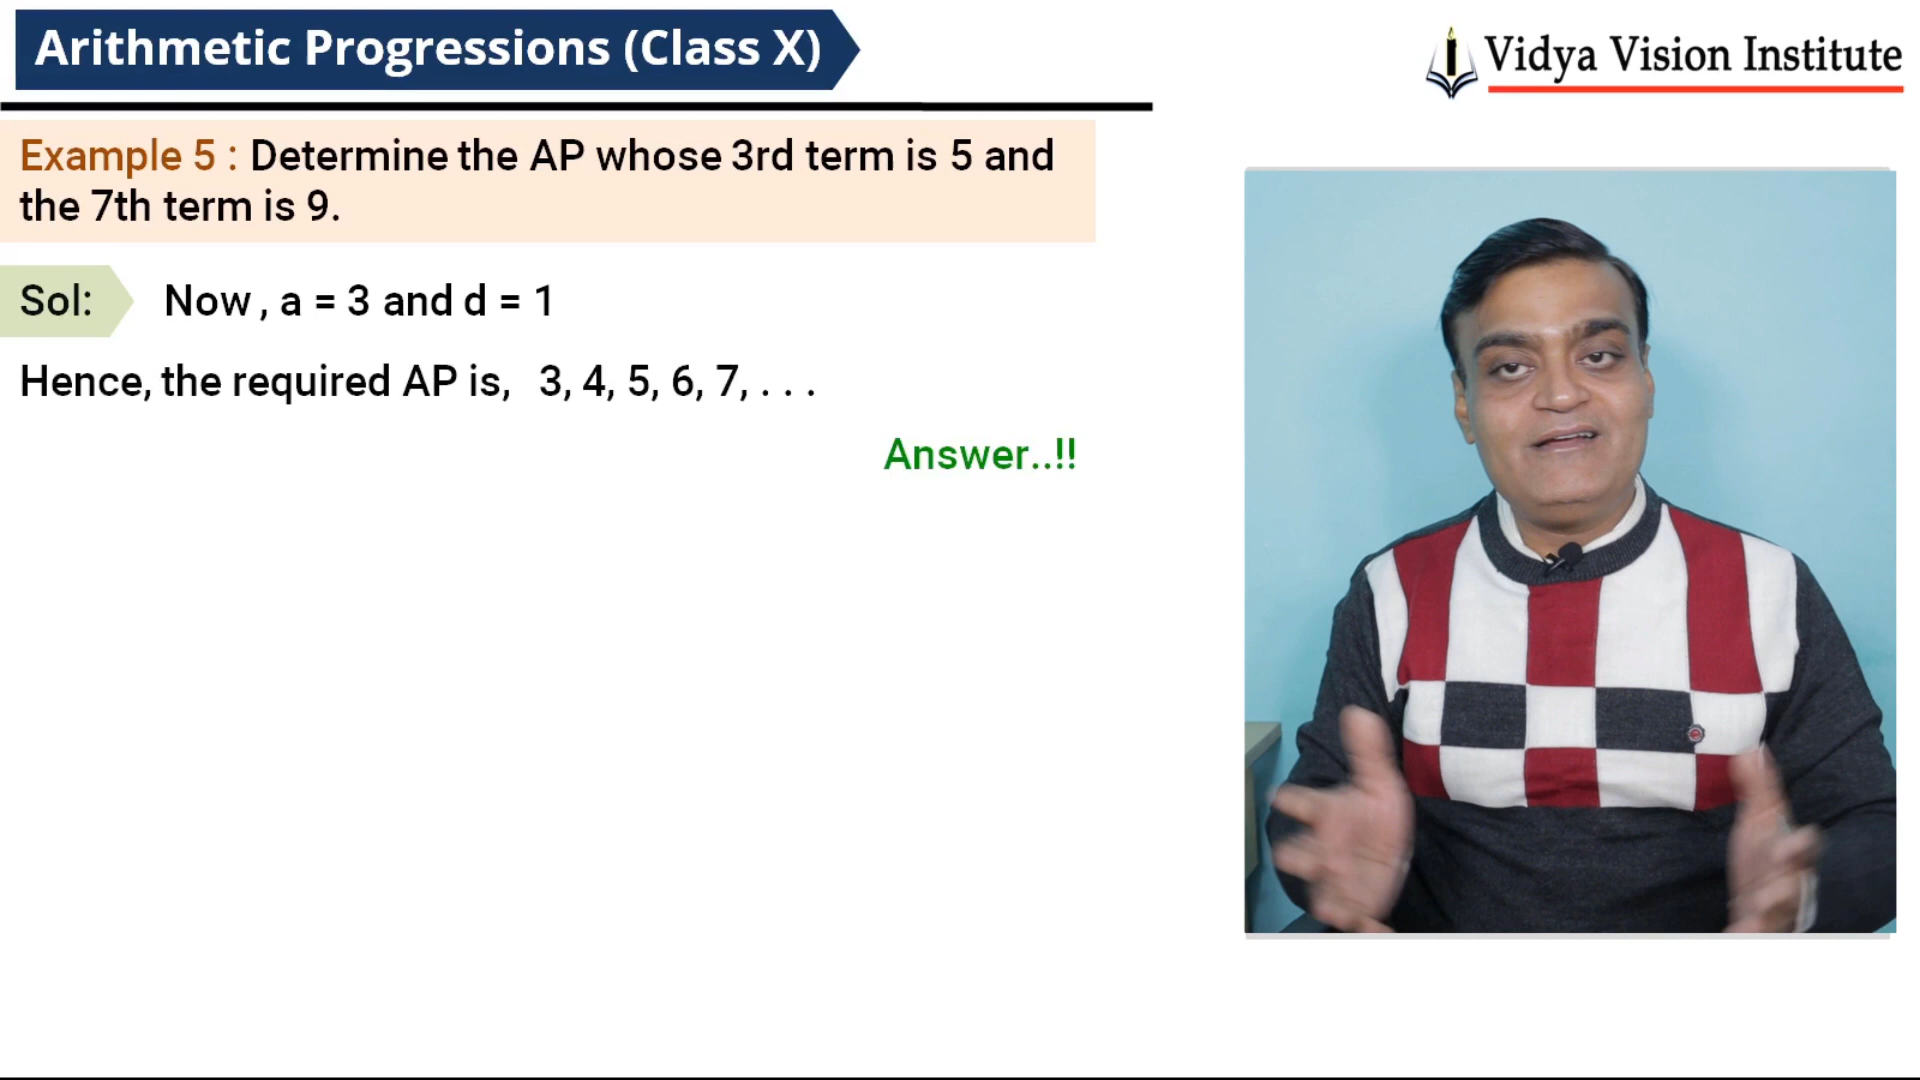 Arithmetic Progressions (Class X)
Vidya Vision Institute
Example 5 : Determine the AP whose 3rd term is 5 and
the 7th term is 9.
Sol: Now , a = 3 and d = 1
Hence, the required AP is, 3, 4, 5, 6, 7, . . .
Answer..!!